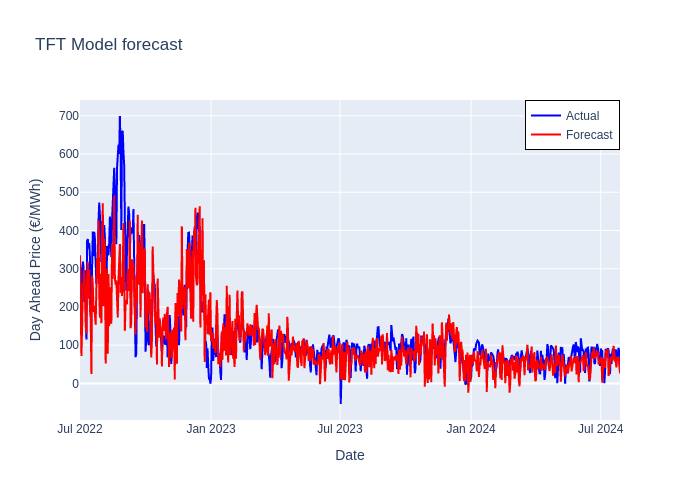 TFT Model forecast
Actual
Forecast
700
600
500
400
300
200
100
0
Day Ahead Price (€/MWh)
Jul 2022
Jan 2023
Jul 2023
Jan 2024
Jul 2024
Date